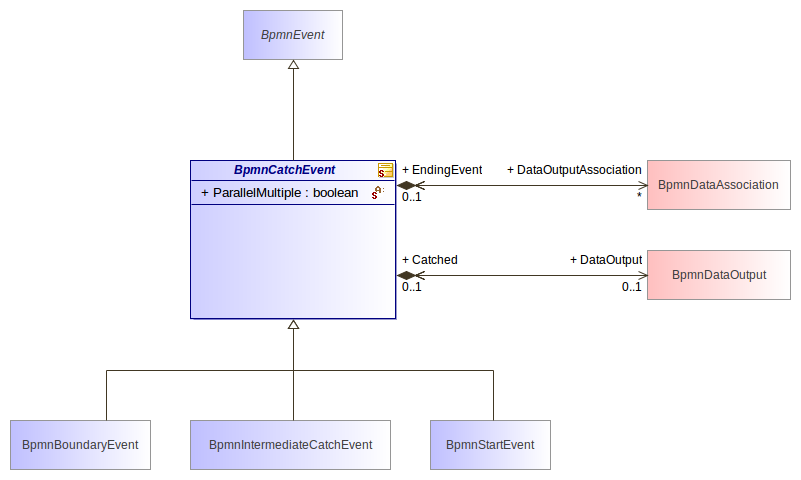 BpmnEvent
BpmnCatchEvent
+ ParallelMultiple : boolean
+ EndingEvent
+ DataOutputAssociation
0..1
*
BpmnDataAssociation
+ Catched
+ DataOutput
0..1
0..1
BpmnDataOutput
BpmnBoundaryEvent
BpmnIntermediateCatchEvent
BpmnStartEvent